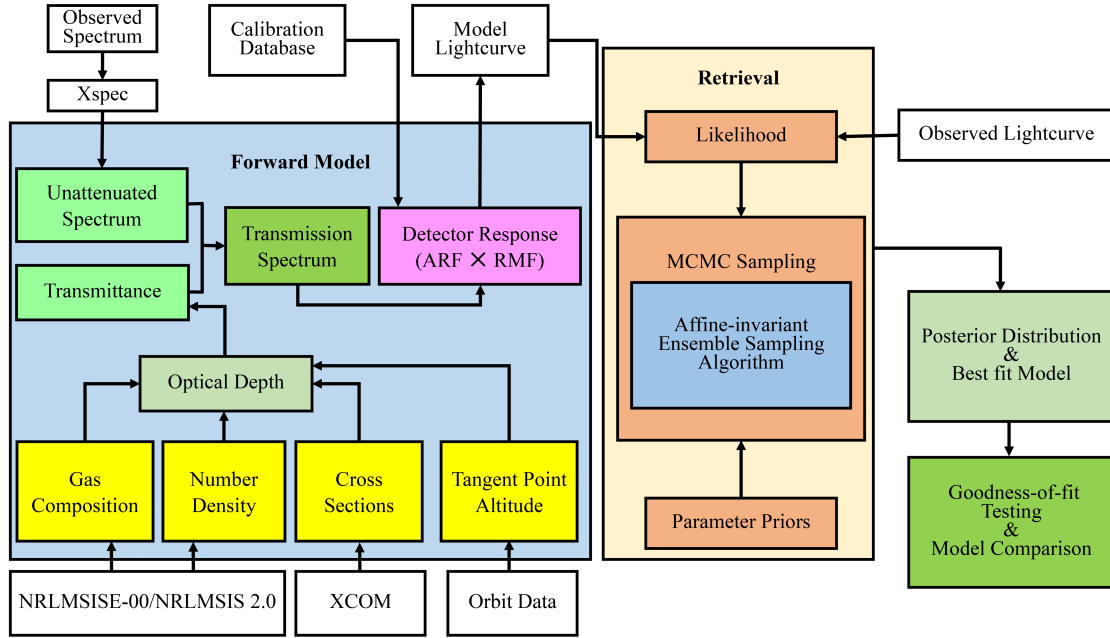 Observed
Spectrum
Xspec
Calibration
Database
Model
Lightcurve
Retrieval
Likelihood
Observed Lightcurve
Forward Model
Unattenuated
Spectrum
Transmission
Spectrum
Detector Response
(ARF × RMF)
Transmittance
MCMC Sampling
Affine-invariant
Ensemble Sampling
Algorithm
Posterior Distribution
&
Best fit Model
Optical Depth
Gas
Composition
Number
Density
Cross
Sections
Tangent Point
Altitude
Parameter Priors
Goodness-of-fit
Testing
&
Model Comparison
NRLMSISE-00/NRLMSIS 2.0
XCOM
Orbit Data